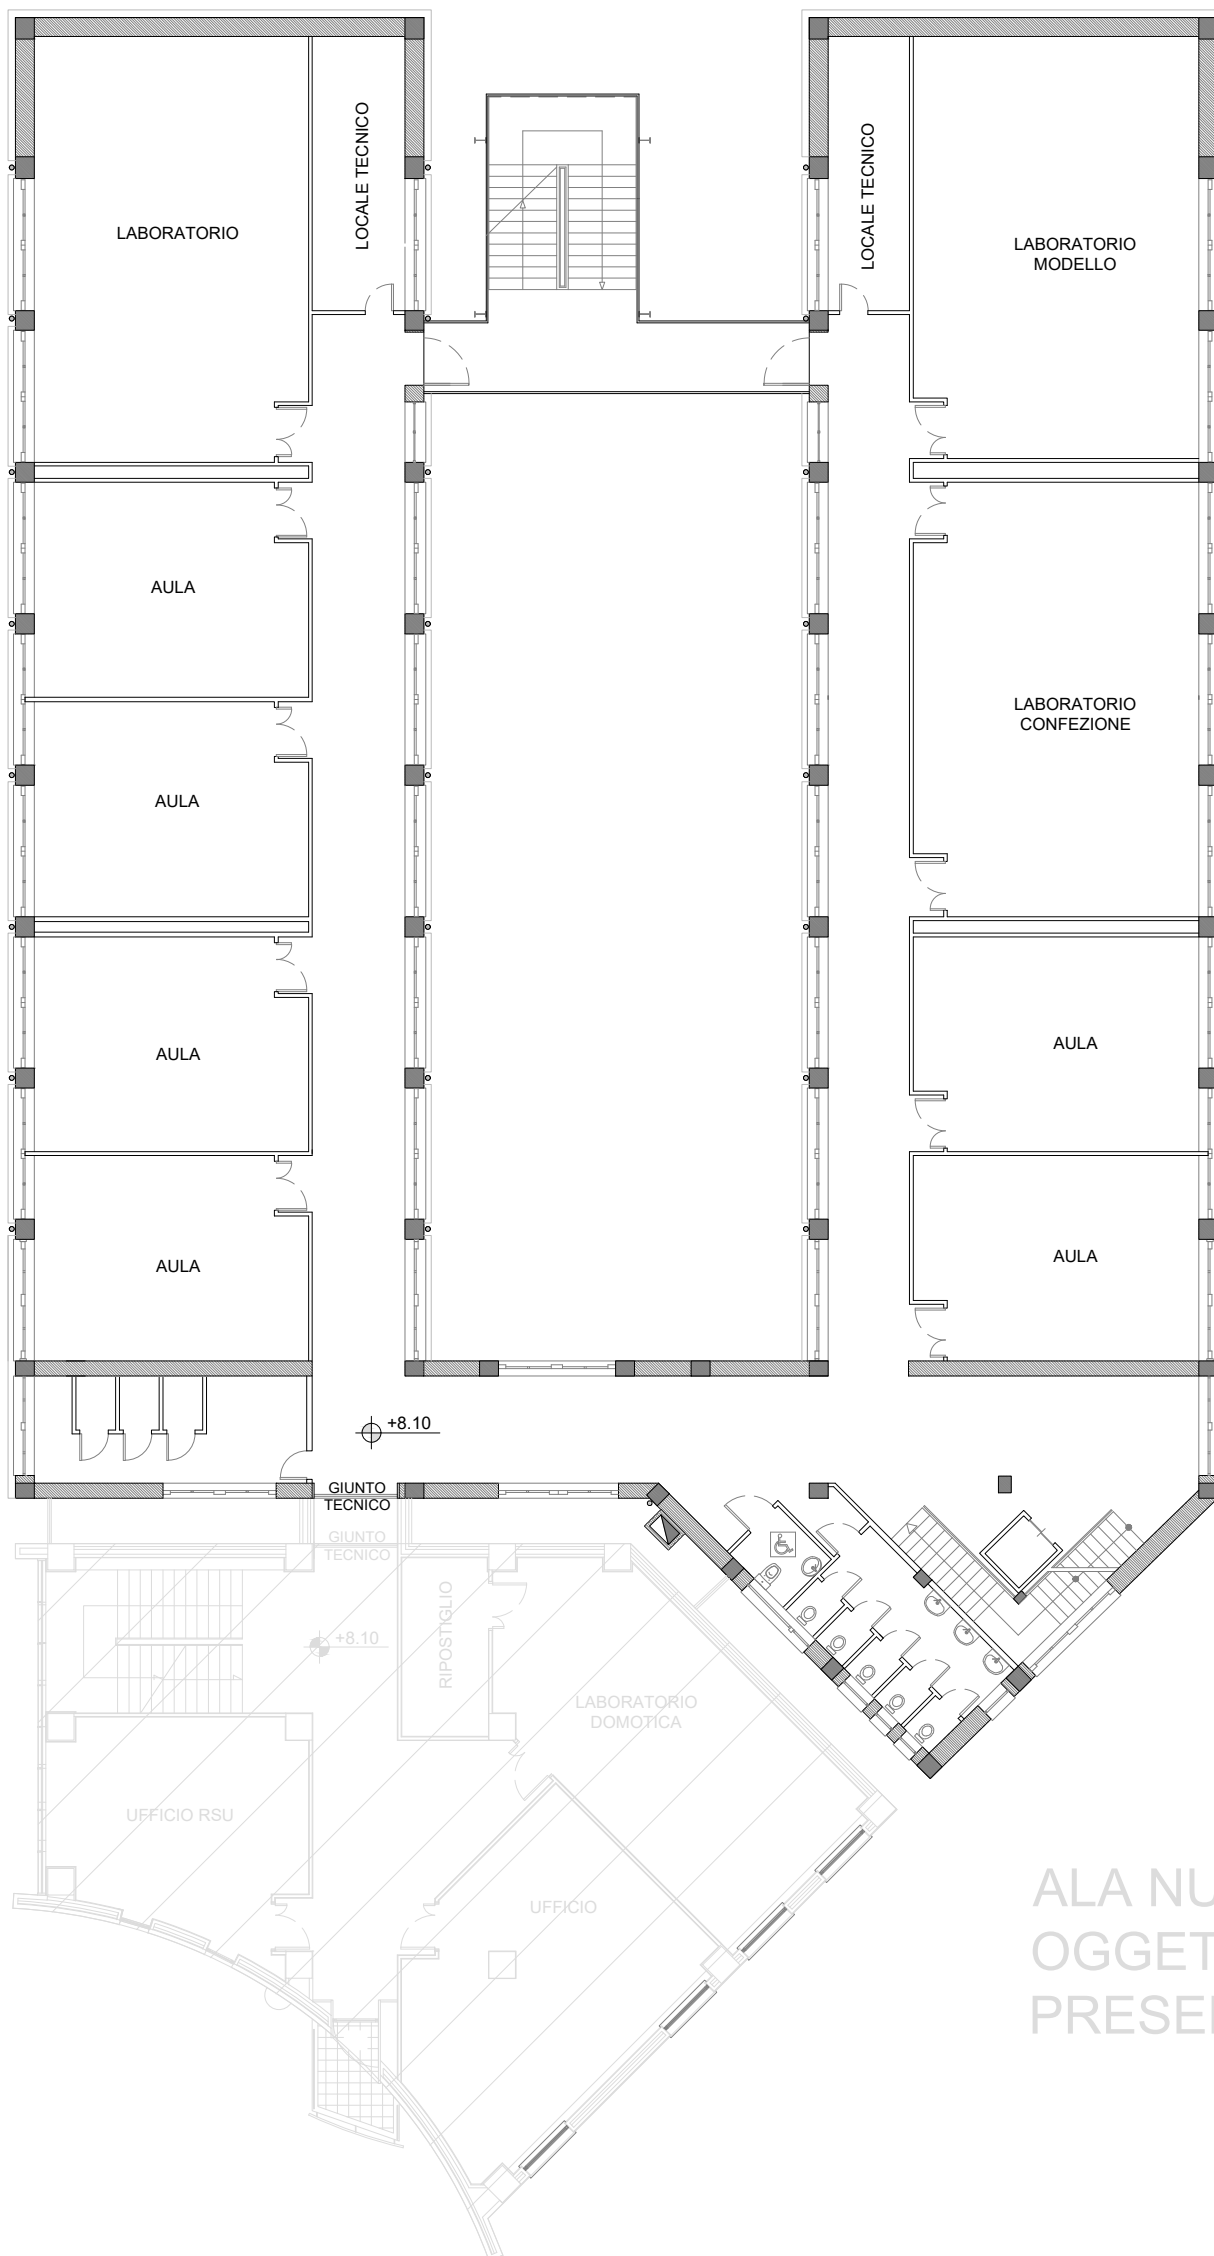 LOCALE TECNICO
LOCALE TECNICO
LABORATORIO
LABORATORIO
MODELLO
AULA
LABORATORIO
CONFEZIONE
AULA
AULA
AULA
AULA
AULA
+8.10
GIUNTO
TECNICO
GIUNTO
TECNICO
RIPOSTIGLIO
+8.10
LABORATORIO
DOMOTICA
UFFICIO RSU
UFFICIO
ALA NU
OGGET
PRESE